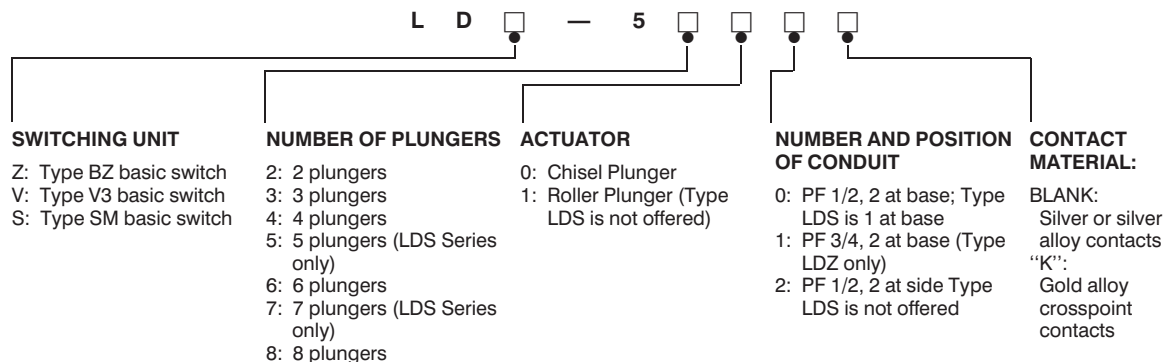 L D □ — 5 □ □ □ □
SWITCHING UNIT
Z: Type BZ basic switch
V: Type V3 basic switch
S: Type SM basic switch
NUMBER OF PLUNGERS
2: 2 plungers
3: 3 plungers
4: 4 plungers
5: 5 plungers (LDS Series
only)
6: 6 plungers
7: 7 plungers (LDS Series
only)
8: 8 plungers
ACTUATOR
0: Chisel Plunger
1: Roller Plunger (Type
LDS is not offered)
NUMBER AND POSITION
OF CONDUIT
0: PF 1/2, 2 at base; Type
LDS is 1 at base
1: PF 3/4, 2 at base (Type
LDZ only)
2: PF 1/2, 2 at side Type
LDS is not offered
CONTACT
MATERIAL:
BLANK:
Silver or silver
alloy contacts
‘‘K’’:
Gold alloy
crosspoint
contacts